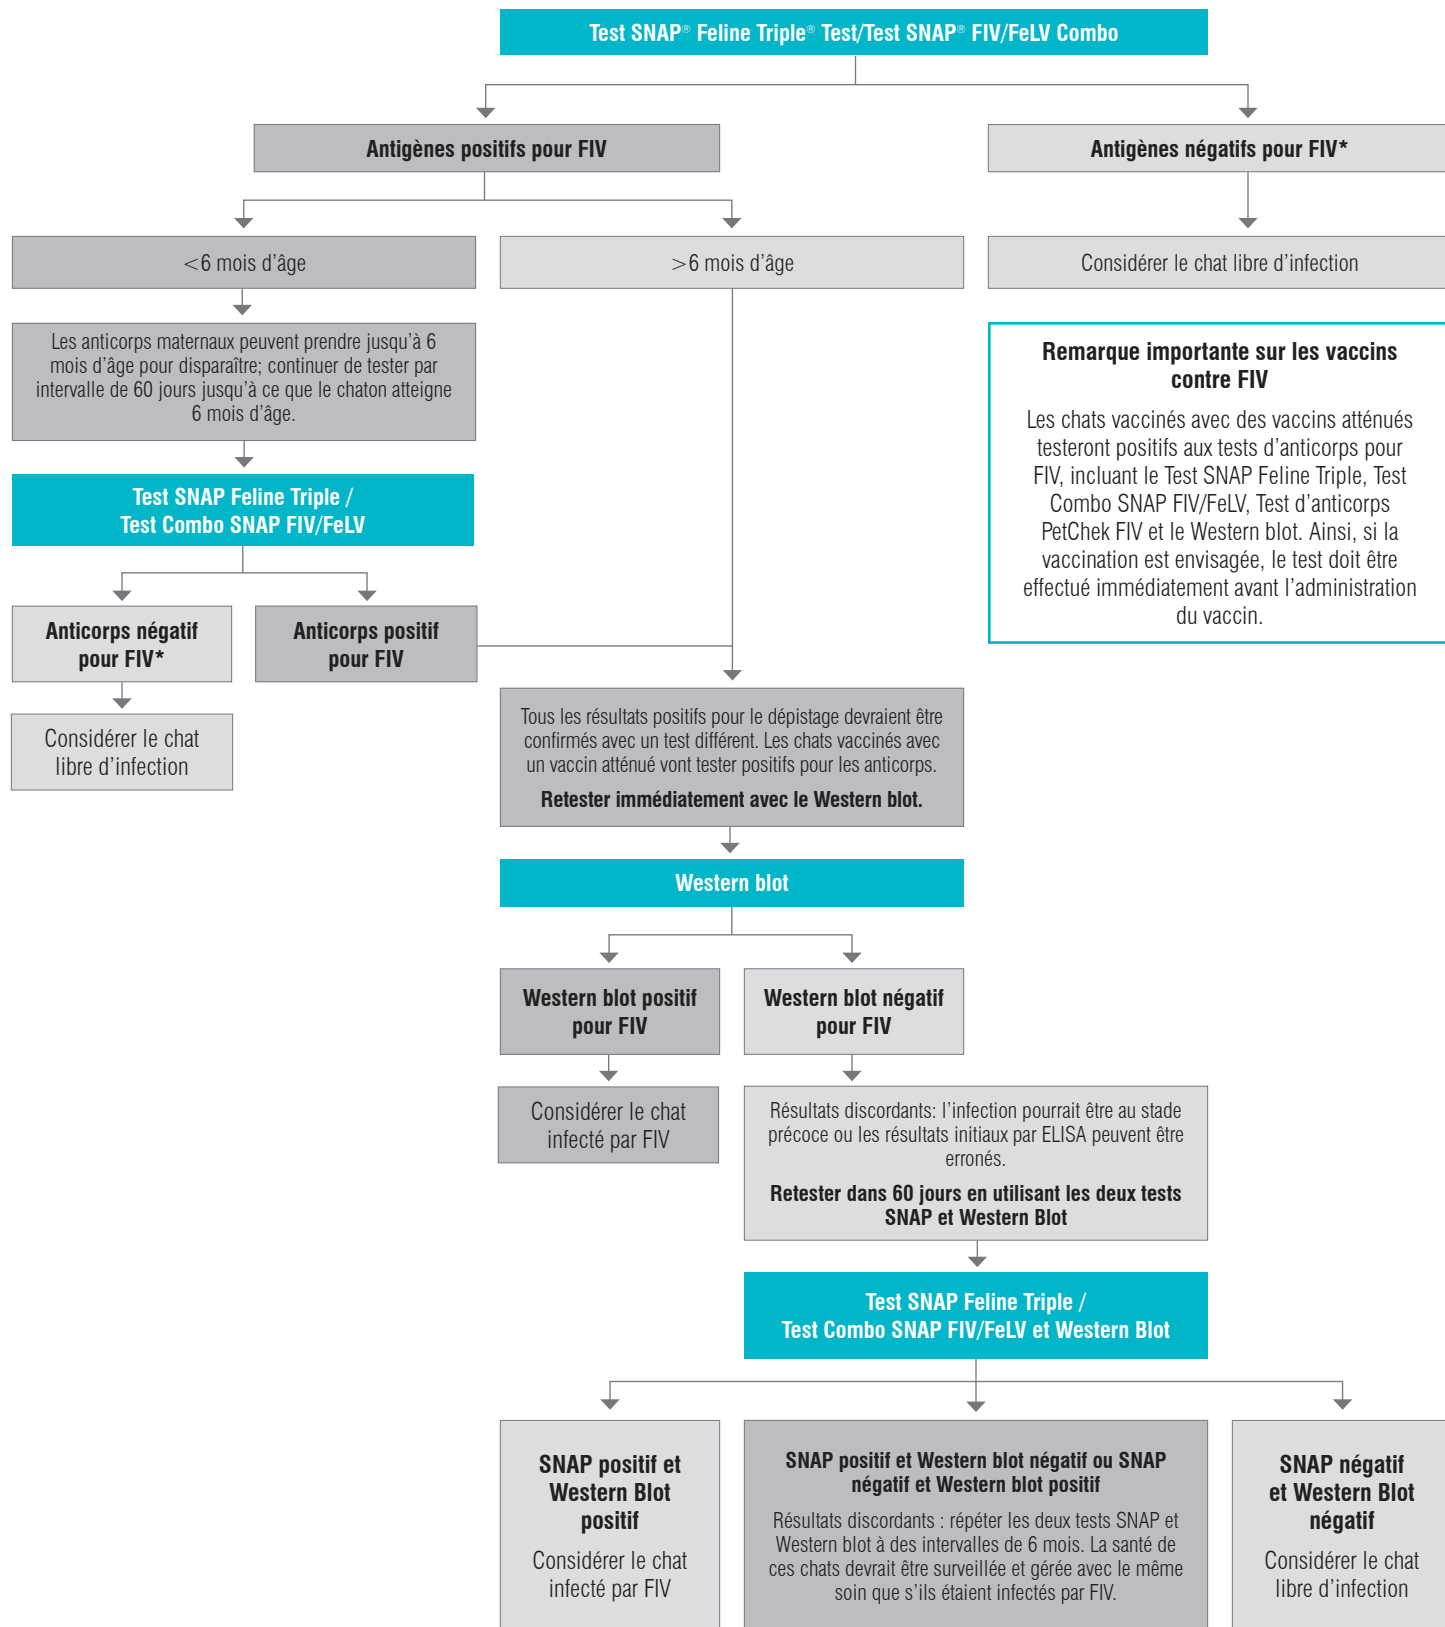 Test SNAP® Feline Triple® Test/Test SNAP® FIV/FeLV Combo
Antigènes positifs pour FIV
Antigènes négatifs pour FIV*
<6 mois d'âge
>6 mois d'âge
Considérer le chat libre d'infection
Les anticorps maternaux peuvent prendre jusqu'à 6
mois d'âge pour disparaître; continuer de tester par
intervalle de 60 jours jusqu'à ce que le chaton atteigne
6 mois d'âge.
Remarque importante sur les vaccins
contre FIV
Les chats vaccinés avec des vaccins atténués
testeront positifs aux tests d'anticorps pour
FIV, incluant le Test SNAP Feline Triple, Test
Combo SNAP FIV/FeLV, Test d'anticorps
PetChek FIV et le Western blot. Ainsi, si la
vaccination est envisagée, le test doit être
effectué immédiatement avant l'administration
du vaccin.
Test SNAP Feline Triple /
Test Combo SNAP FIV/FeLV
Anticorps négatif
pour FIV*
Anticorps positif
pour FIV
Considérer le chat
libre d'infection
Tous les résultats positifs pour le dépistage devraient être
confirmés avec un test différent. Les chats vaccinés avec
un vaccin atténué vont tester positifs pour les anticorps.
Retester immédiatement avec le Western blot.
Western blot
Western blot positif
pour FIV
Western blot négatif
pour FIV
Considérer le chat
infecté par FIV
Résultats discordants: l'infection pourrait être au stade
précoce ou les résultats initiaux par ELISA peuvent être
erronés.
Retester dans 60 jours en utilisant les deux tests
SNAP et Western Blot
Test SNAP Feline Triple /
Test Combo SNAP FIV/FeLV et Western Blot
SNAP positif et
Western Blot
positif
Considérer le chat
infecté par FIV
SNAP positif et Western blot négatif ou SNAP
négatif et Western blot positif
Résultats discordants : répéter les deux tests SNAP et
Western blot à des intervalles de 6 mois. La santé de
ces chats devrait être surveillée et gérée avec le même
soin que s'ils étaient infectés par FIV.
SNAP négatif
et Western Blot
négatif
Considérer le chat
libre d'infection